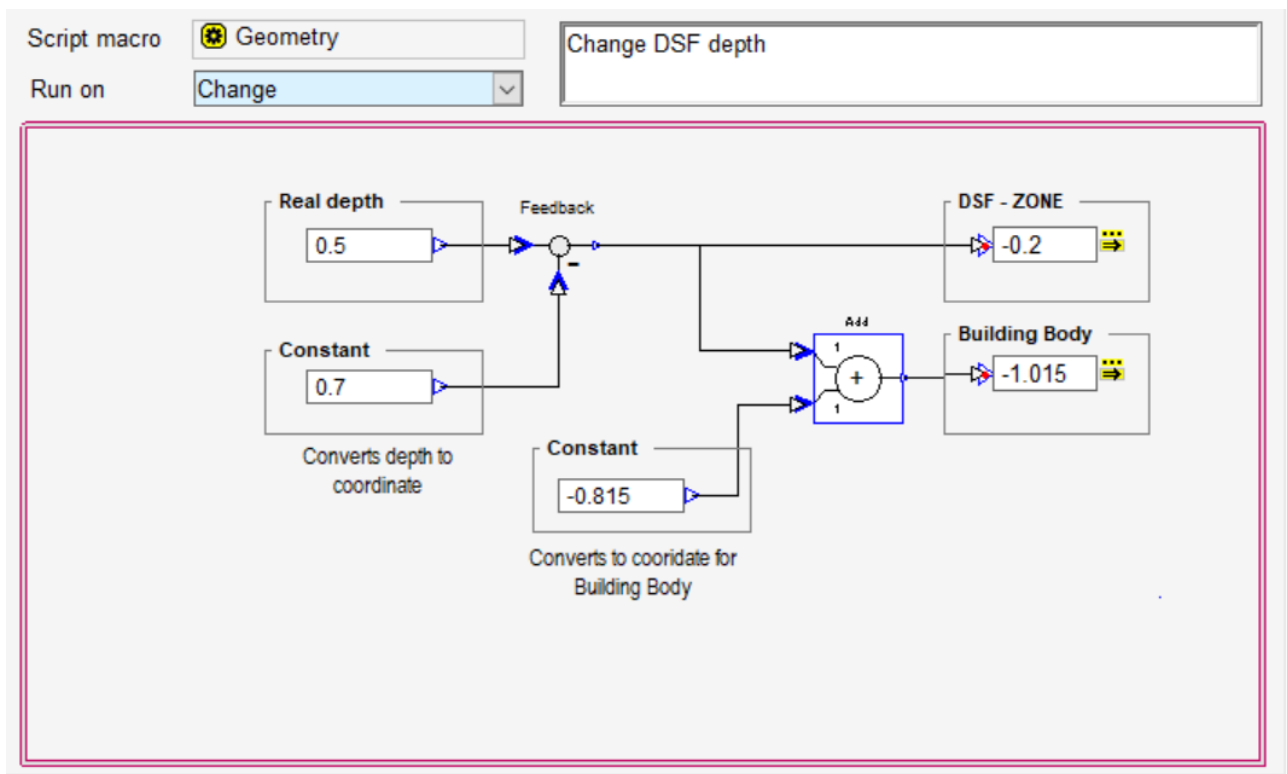 Script macro Geometry
Change DSF depth
Run on Change
Real depth
0.5
Feedback
DSF - ZONE
-0.2
-
Constant
0.7
Converts depth to
coordinate
Add
1
+
1
Building Body
-1.015
Constant
-0.815
Converts to cooridate for
Building Body